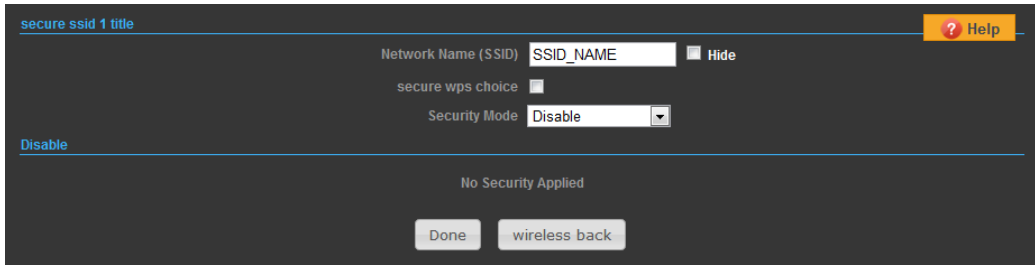 secure ssid 1 title
? Help
Network Name (SSID) SSID_NAME Hide
secure wps choice
Security Mode Disable
Disable
No Security Applied
Done wireless back